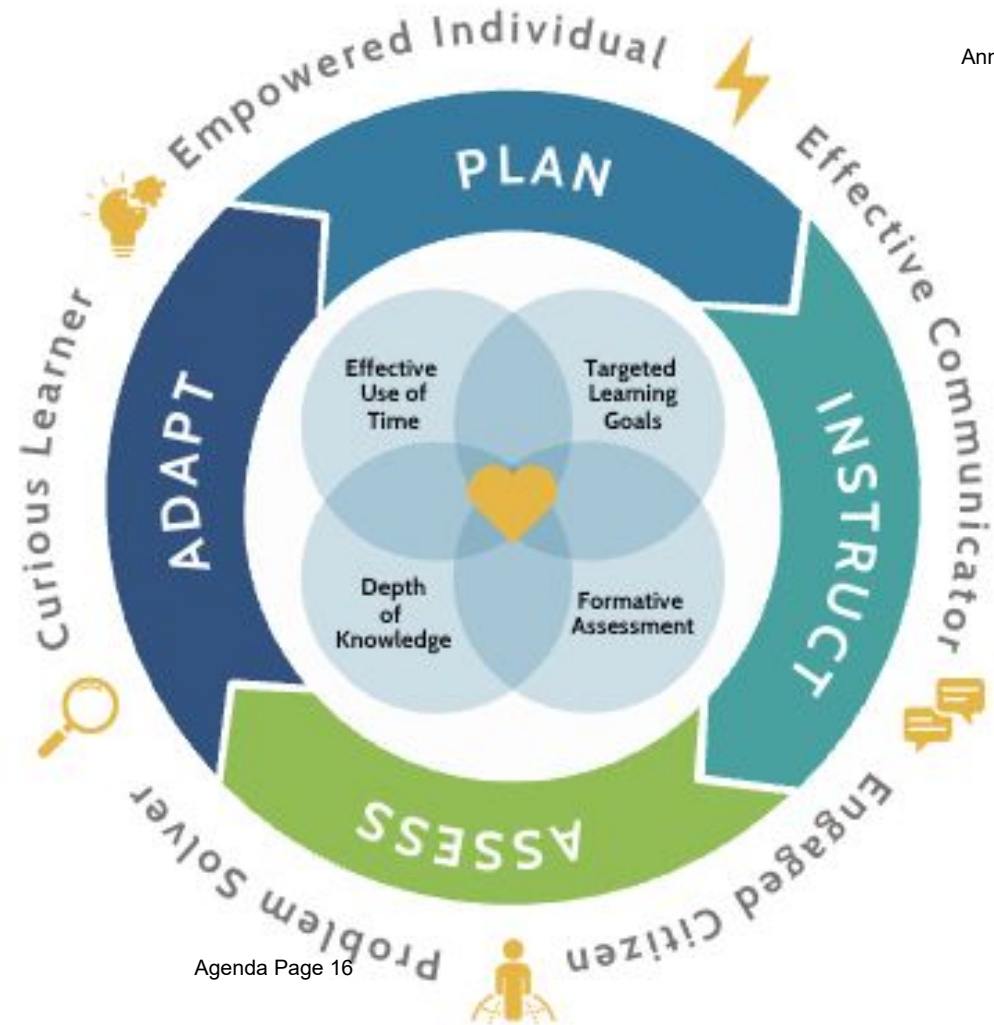 Empowered Individual
Ann
Effective Communicator
PLAN
INSTRUCT
ASSESS
ADAPT
Effective
Use of
Time
Targeted
Learning
Goals
Depth
of
Knowledge
Formative
Assessment
Engaged Citizen
Problem Solver
Curious Learner
Agenda Page 16